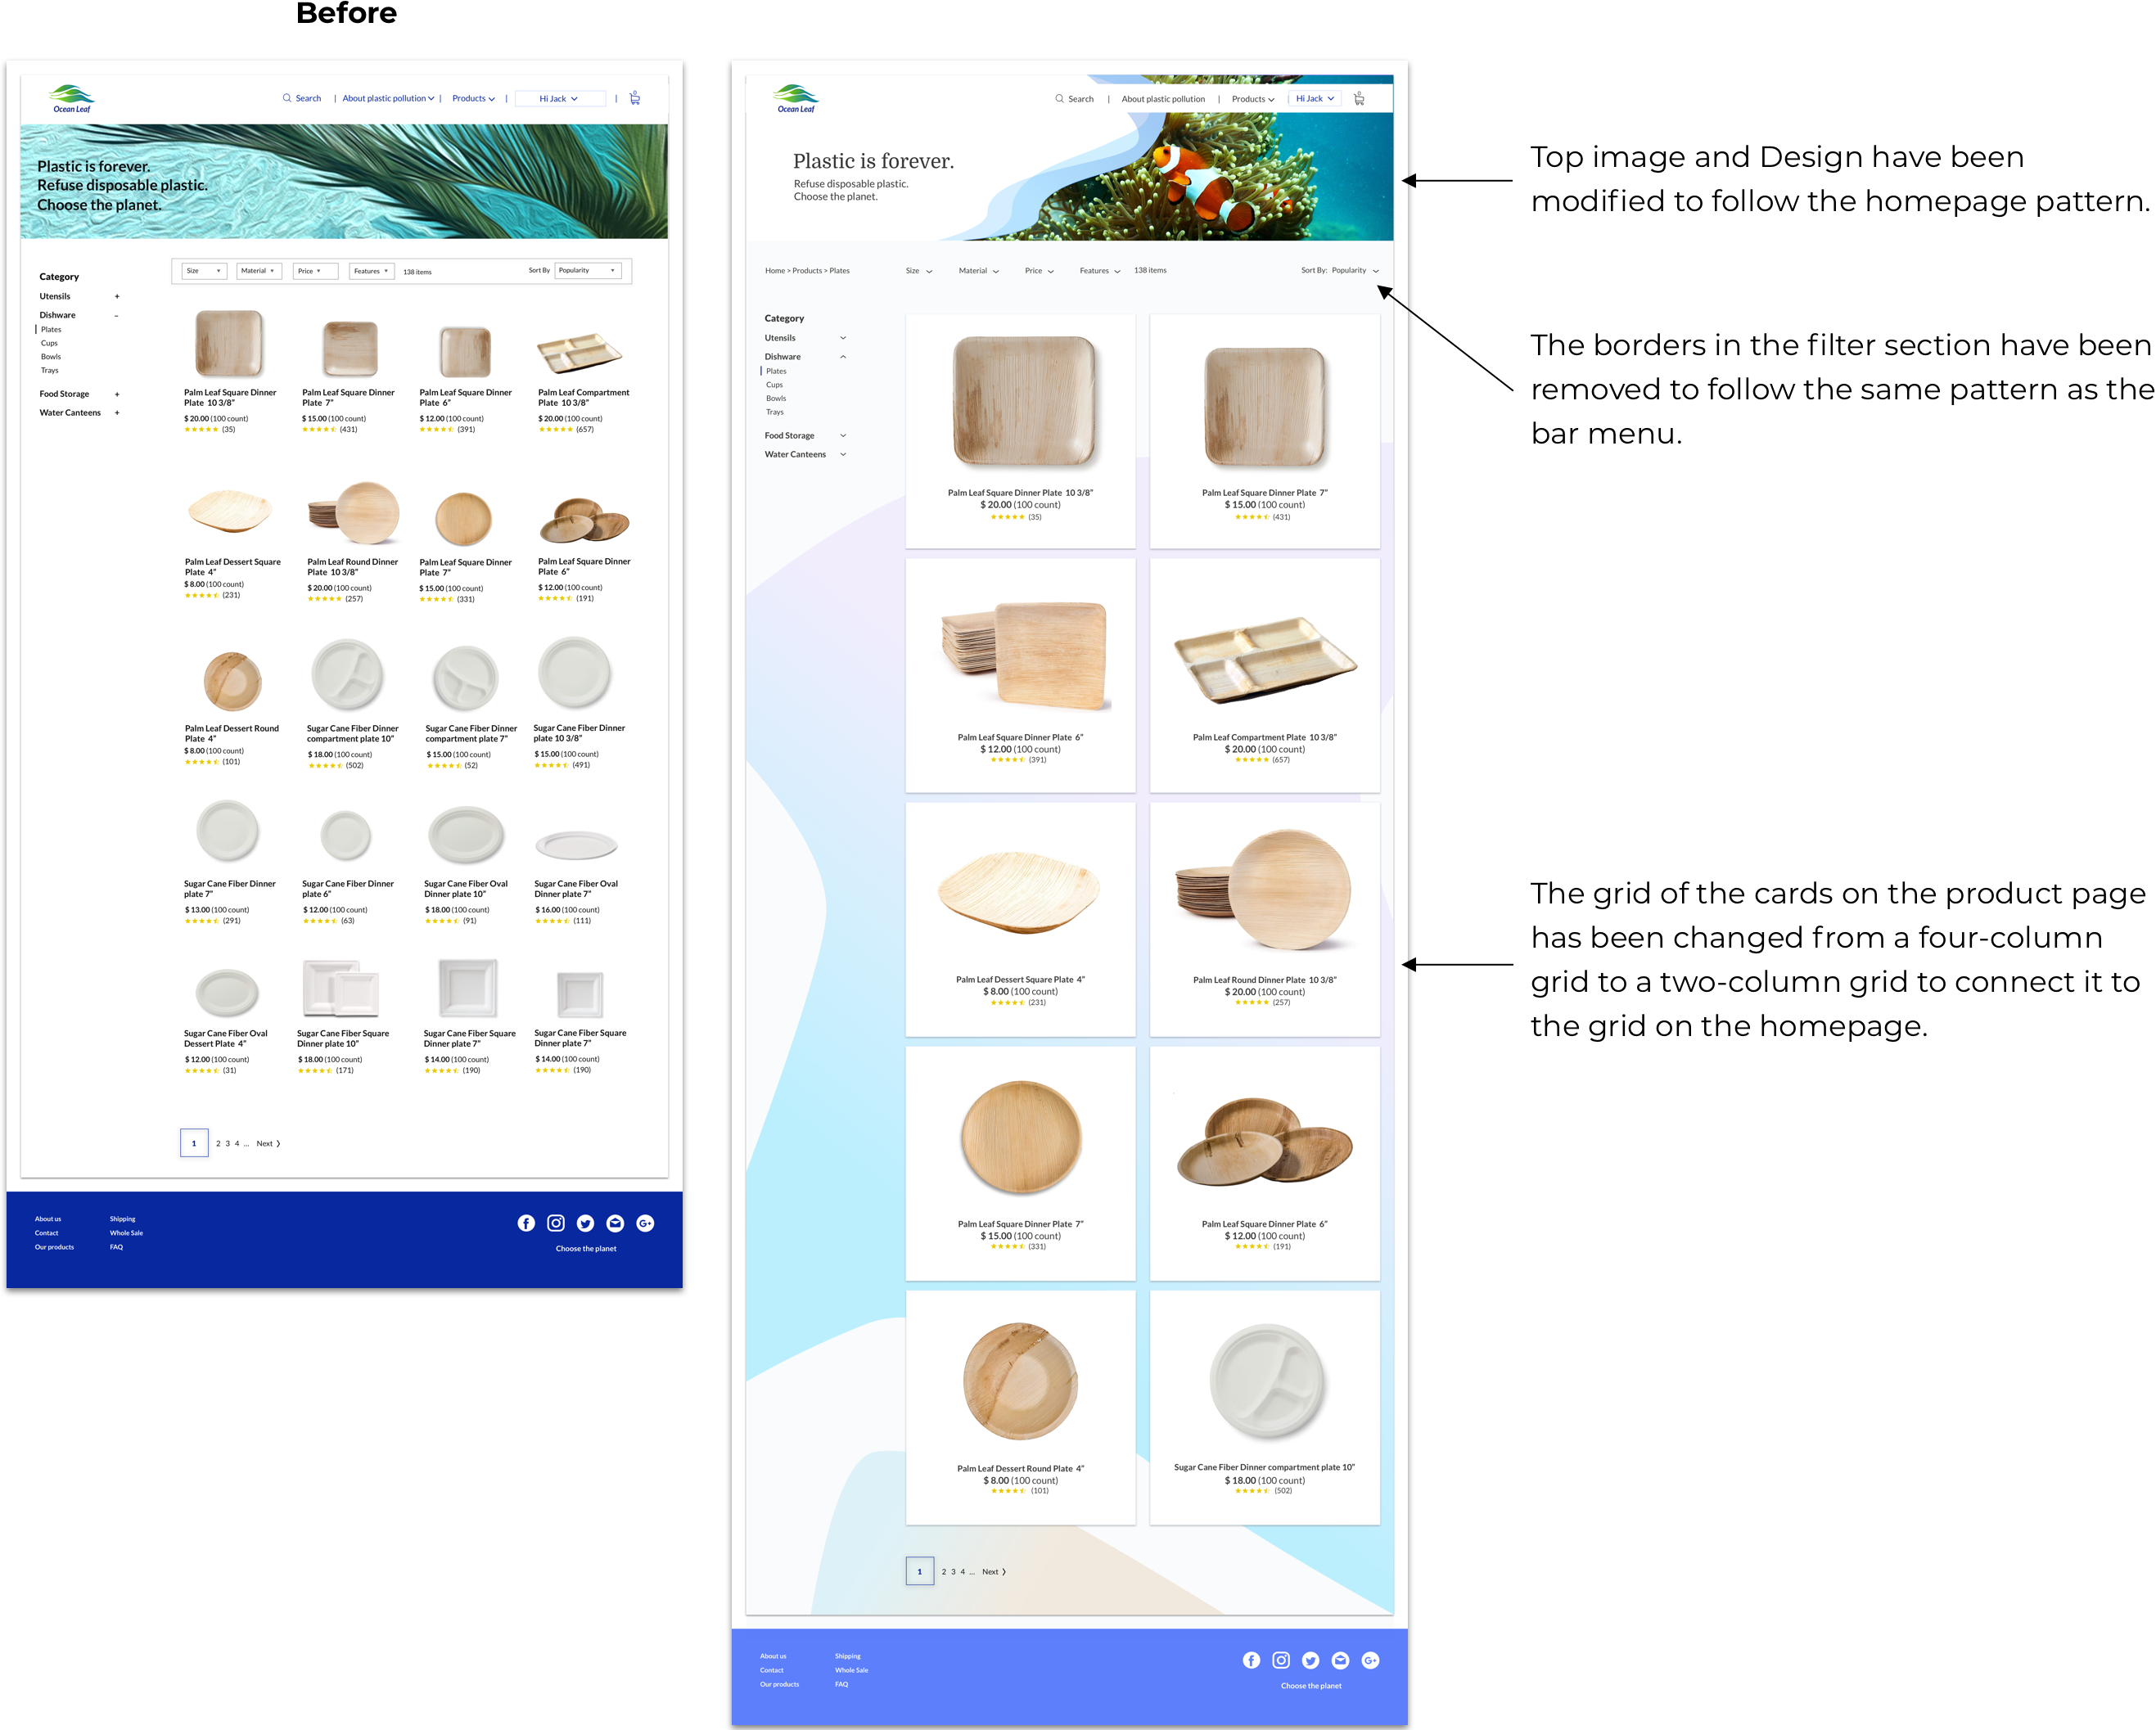 Before
Ocean Leaf
Search | About plastic pollution | Products | Hi Jack | 0
Plastic is forever.
Refuse disposable plastic.
Choose the planet.
Size Material Price Features 138 items Sort By Popularity
Category
Utensils +
Dishware –
Plates
Cups
Bowls
Trays
Food Storage +
Water Canteens +
Palm Leaf Square Dinner
Plate 10 3/8”
$ 20.00 (100 count)
(35)
Palm Leaf Square Dinner
Plate 7”
$ 15.00 (100 count)
(431)
Palm Leaf Square Dinner
Plate 6”
$ 12.00 (100 count)
(391)
Palm Leaf Compartment
Plate 10 3/8”
$ 20.00 (100 count)
(657)
Palm Leaf Dessert Square
Plate 4”
$ 8.00 (100 count)
(231)
Palm Leaf Round Dinner
Plate 10 3/8”
$ 20.00 (100 count)
(257)
Palm Leaf Square Dinner
Plate 7”
$ 15.00 (100 count)
(331)
Palm Leaf Square Dinner
Plate 6”
$ 12.00 (100 count)
(191)
Palm Leaf Dessert Round
Plate 4”
$ 8.00 (100 count)
(101)
Sugar Cane Fiber Dinner
compartment plate 10”
$ 18.00 (100 count)
(502)
Sugar Cane Fiber Dinner
compartment plate 7”
$ 15.00 (100 count)
(52)
Sugar Cane Fiber Dinner
plate 10 3/8”
$ 15.00 (100 count)
(491)
Sugar Cane Fiber Dinner
plate 7”
$ 13.00 (100 count)
(291)
Sugar Cane Fiber Dinner
plate 6”
$ 12.00 (100 count)
(63)
Sugar Cane Fiber Oval
Dinner plate 10”
$ 18.00 (100 count)
(91)
Sugar Cane Fiber Oval
Dinner plate 7”
$ 16.00 (100 count)
(111)
Sugar Cane Fiber Oval
Dessert Plate 4”
$ 12.00 (100 count)
(31)
Sugar Cane Fiber Square
Dinner plate 10”
$ 18.00 (100 count)
(171)
Sugar Cane Fiber Square
Dinner plate 7”
$ 14.00 (100 count)
(190)
Sugar Cane Fiber Square
Dinner plate 7”
$ 14.00 (100 count)
(190)
1 2 3 4 ... Next
About us Shipping
Contact Whole Sale
Our products FAQ
G+
Choose the planet
Ocean Leaf
Search | About plastic pollution | Products | Hi Jack 0
Plastic is forever.
Refuse disposable plastic.
Choose the planet.
Home > Products > Plates Size Material Price Features 138 items Sort By: Popularity
Category
Utensils
Dishware
Plates
Cups
Bowls
Trays
Food Storage
Water Canteens
Palm Leaf Square Dinner Plate 10 3/8”
$ 20.00 (100 count)
(35)
Palm Leaf Square Dinner Plate 7”
$ 15.00 (100 count)
(431)
Palm Leaf Square Dinner Plate 6”
$ 12.00 (100 count)
(391)
Palm Leaf Compartment Plate 10 3/8”
$ 20.00 (100 count)
(657)
Palm Leaf Dessert Square Plate 4”
$ 8.00 (100 count)
(231)
Palm Leaf Round Dinner Plate 10 3/8”
$ 20.00 (100 count)
(257)
Palm Leaf Square Dinner Plate 7”
$ 15.00 (100 count)
(331)
Palm Leaf Square Dinner Plate 6”
$ 12.00 (100 count)
(191)
Palm Leaf Dessert Round Plate 4”
$ 8.00 (100 count)
(101)
Sugar Cane Fiber Dinner compartment plate 10”
$ 18.00 (100 count)
(502)
1 2 3 4 ... Next
About us Shipping
Contact Whole Sale
Our products FAQ
G+
Choose the planet
Top image and Design have been
modified to follow the homepage pattern.
The borders in the filter section have been
removed to follow the same pattern as the
bar menu.
The grid of the cards on the product page
has been changed from a four-column
grid to a two-column grid to connect it to
the grid on the homepage.